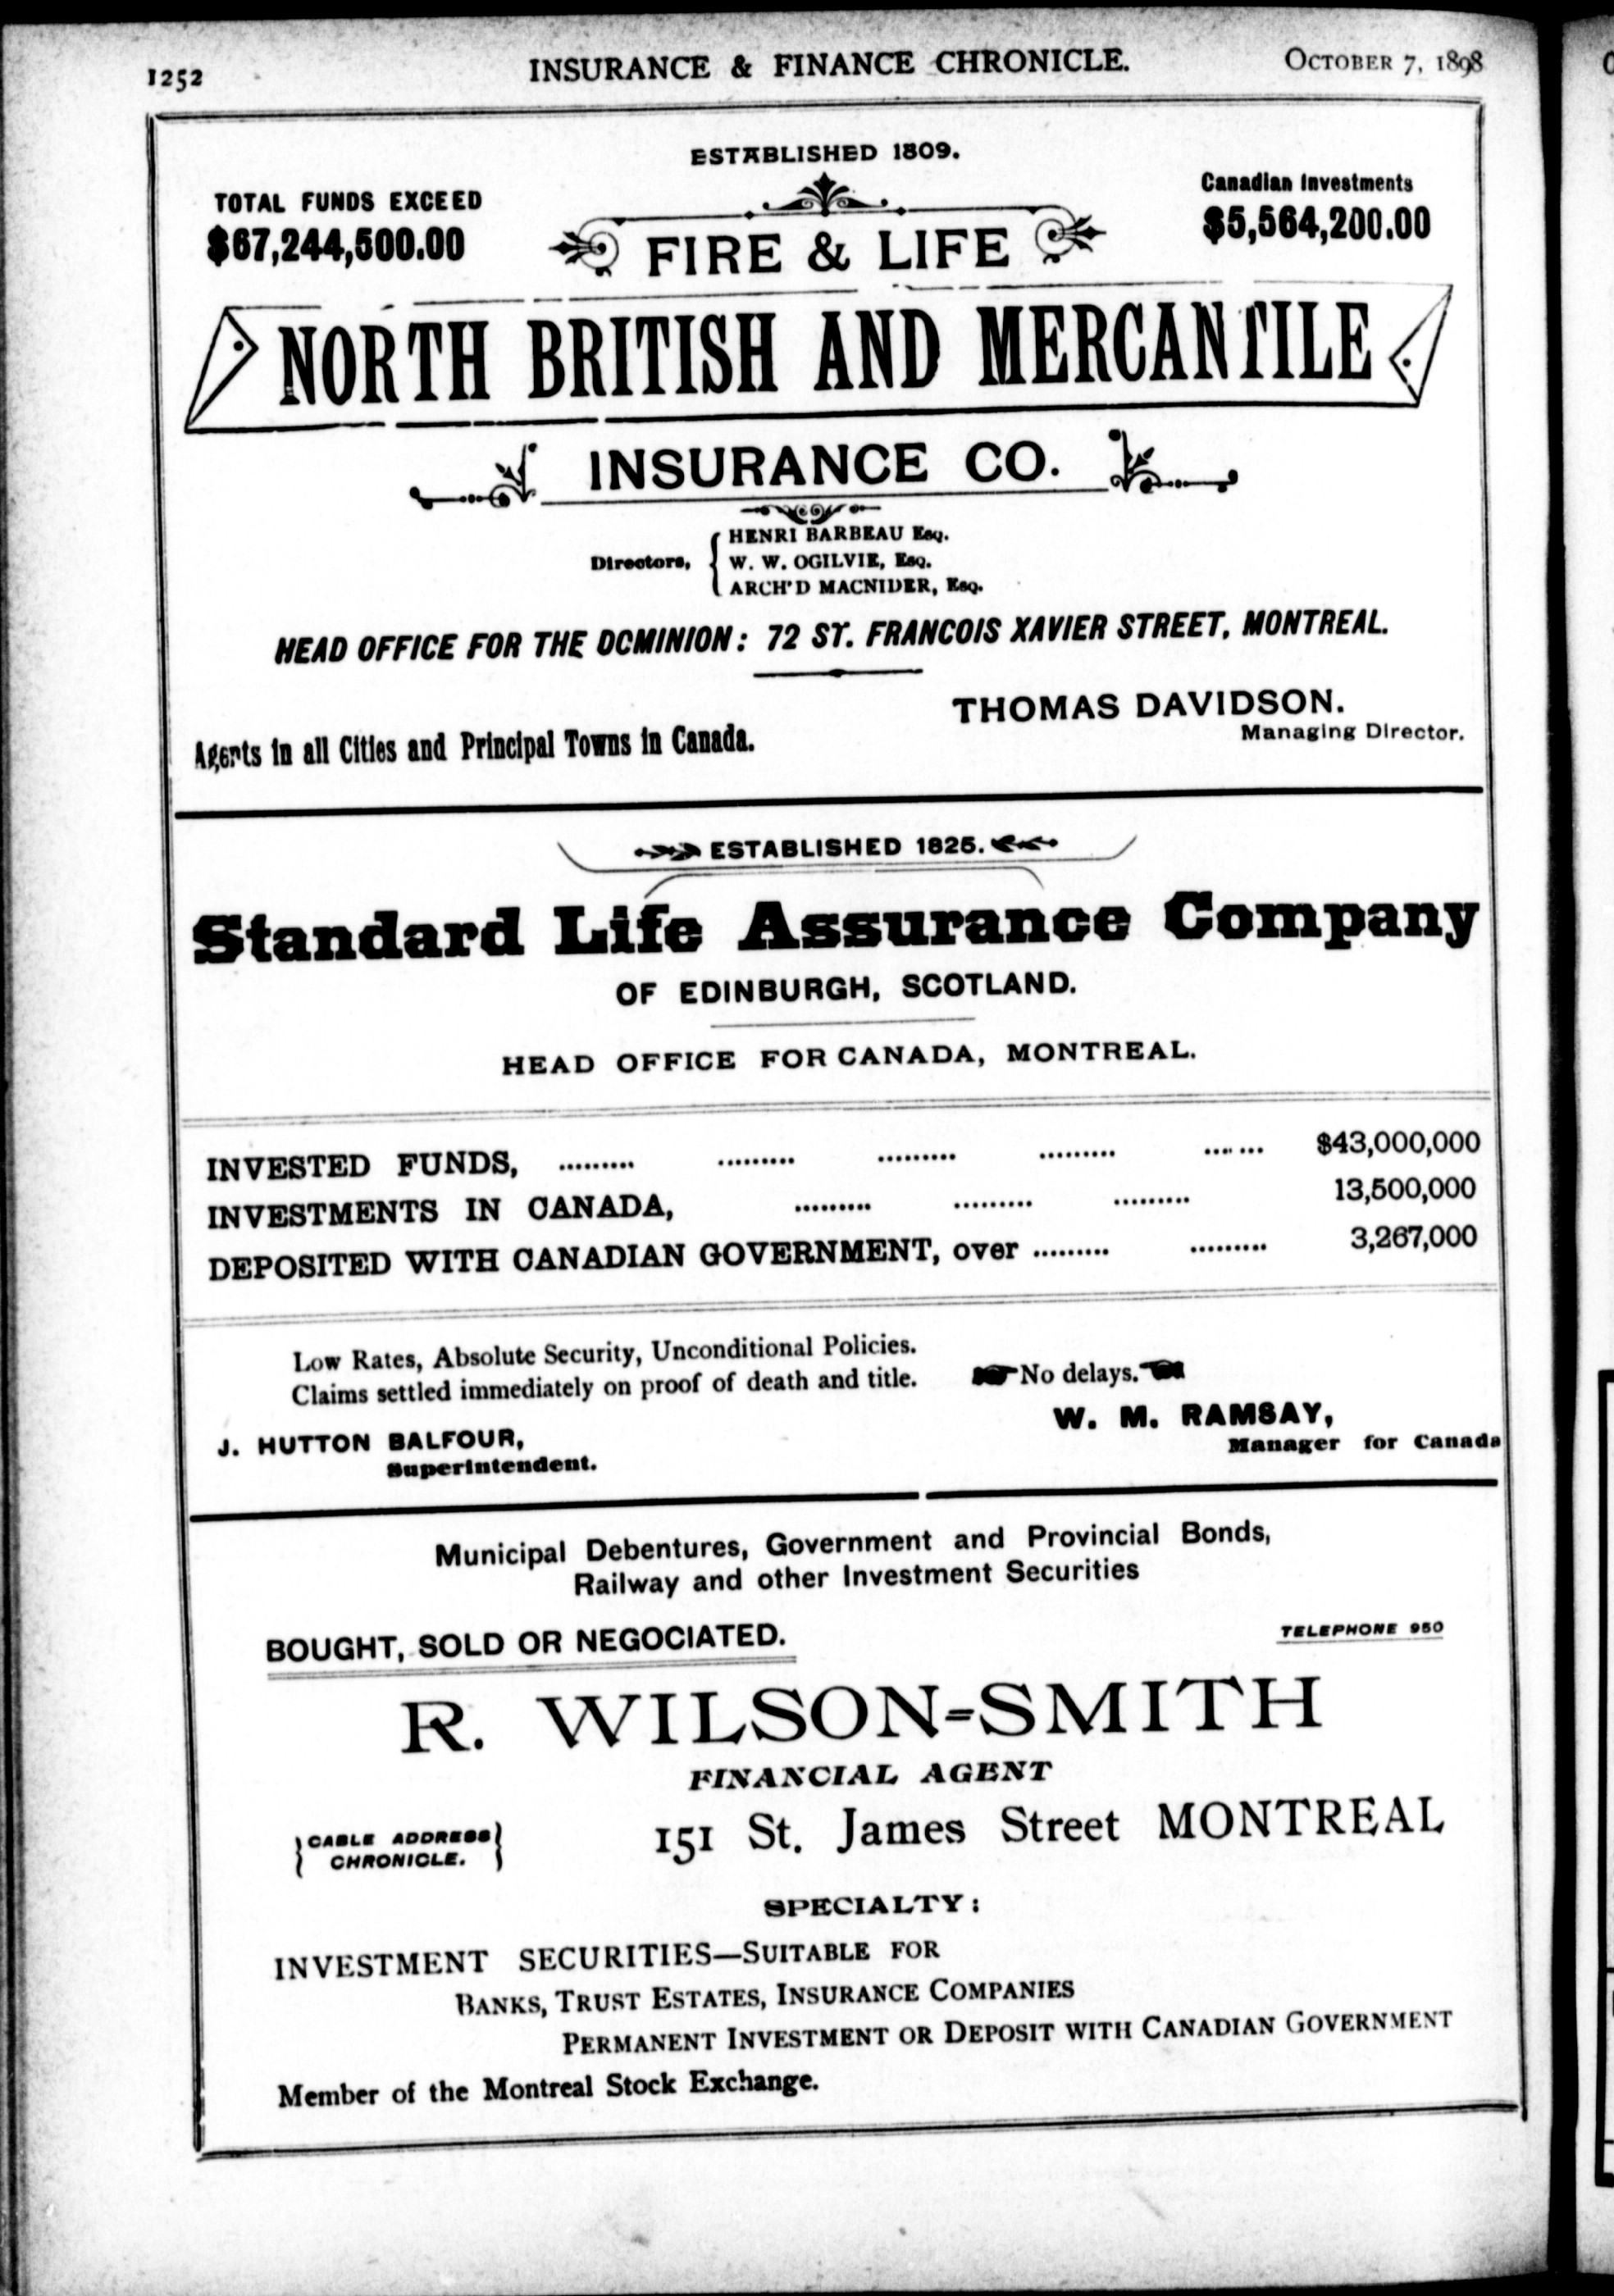 1252 INSURANCE & FINANCE CHRONICLE. OCTOBER 7, 1898
ESTABLISHED 1809.
TOTAL FUNDS EXCEED
$67,244,500.00
Canadian Investments
$5,564,200.00
FIRE & LIFE
NORTH BRITISH AND MERCANTILE
INSURANCE CO.
Directors,
HENRI BARBEAU Esq.
W. W. OGILVIE, Esq.
ARCH'D MACNIDER, Esq.
HEAD OFFICE FOR THE DOMINION: 72 ST. FRANCOIS XAVIER STREET, MONTREAL.
Agents in all Cities and Principal Towns in Canada.
THOMAS DAVIDSON.
Managing Director.
ESTABLISHED 1825.
Standard Life Assurance Company
OF EDINBURGH, SCOTLAND.
HEAD OFFICE FOR CANADA, MONTREAL.
INVESTED FUNDS, ......... ......... ......... ......... ....... $43,000,000
INVESTMENTS IN CANADA, ......... ......... ......... 13,500,000
DEPOSITED WITH CANADIAN GOVERNMENT, over ......... ......... 3,267,000
Low Rates, Absolute Security, Unconditional Policies.
Claims settled immediately on proof of death and title. No delays.
J. HUTTON BALFOUR,
Superintendent.
W. M. RAMSAY,
Manager for Canada
Municipal Debentures, Government and Provincial Bonds,
Railway and other Investment Securities
BOUGHT, SOLD OR NEGOCIATED.
TELEPHONE 950
R. WILSON-SMITH
FINANCIAL AGENT
CABLE ADDRESS
CHRONICLE.
151 St. James Street MONTREAL
SPECIALTY:
INVESTMENT SECURITIES—SUITABLE FOR
BANKS, TRUST ESTATES, INSURANCE COMPANIES
PERMANENT INVESTMENT OR DEPOSIT WITH CANADIAN GOVERNMENT
Member of the Montreal Stock Exchange.